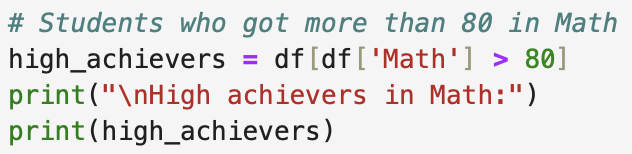 # Students who got more than 80 in Math
high_achievers = df[df['Math'] > 80]
print("\nHigh achievers in Math:")
print(high_achievers)